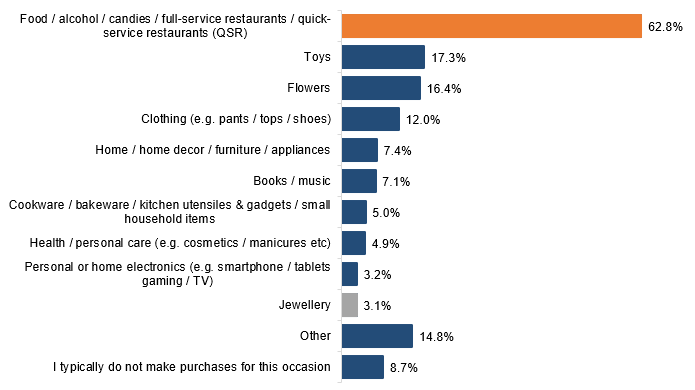 Food / alcohol / candies / full-service restaurants / quick-
service restaurants (QSR)
62.8%
Toys
17.3%
Flowers
16.4%
Clothing (e.g. pants / tops / shoes)
12.0%
Home / home decor / furniture / appliances
7.4%
Books / music
7.1%
Cookware / bakeware / kitchen utensiles & gadgets / small
household items
5.0%
Health / personal care (e.g. cosmetics / manicures etc)
4.9%
Personal or home electronics (e.g. smartphone / tablets
gaming / TV)
3.2%
Jewellery
3.1%
Other
14.8%
I typically do not make purchases for this occasion
8.7%